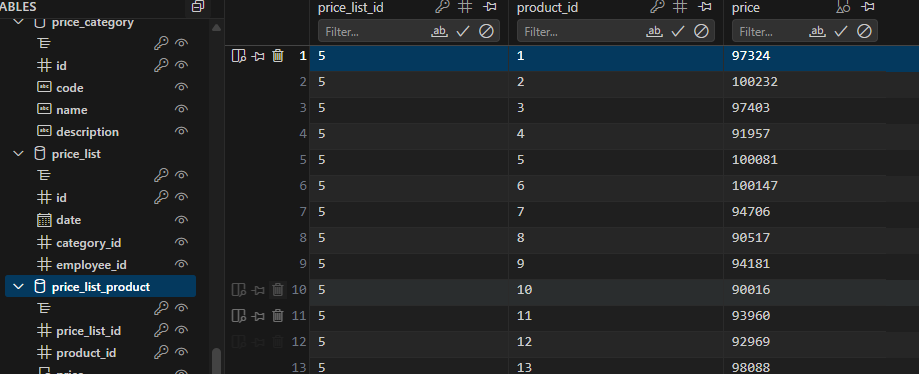 ABLES
price_category
id
code
name
description
price_list
id
date
category_id
employee_id
price_list_product
price_list_id
product_id
price_list_id product_id price
Filter... ab Filter... ab Filter... ab
1 5 1 97324
2 5 2 100232
3 5 3 97403
4 5 4 91957
5 5 5 100081
6 5 6 100147
7 5 7 94706
8 5 8 90517
9 5 9 94181
10 5 10 90016
11 5 11 93960
12 5 12 92969
13 5 13 98088